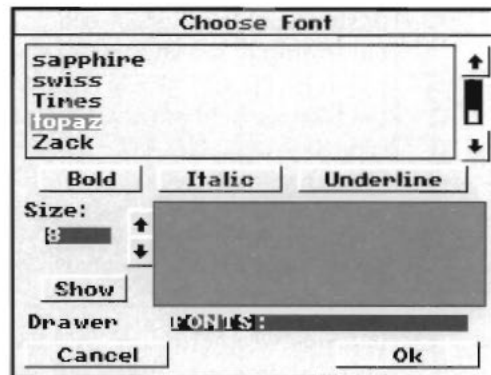 Choose Font
sapphire
swiss
Times
topaz
Zack
Bold Italic Underline
Size:
8
Show
Drawer FONTS:
Cancel Ok